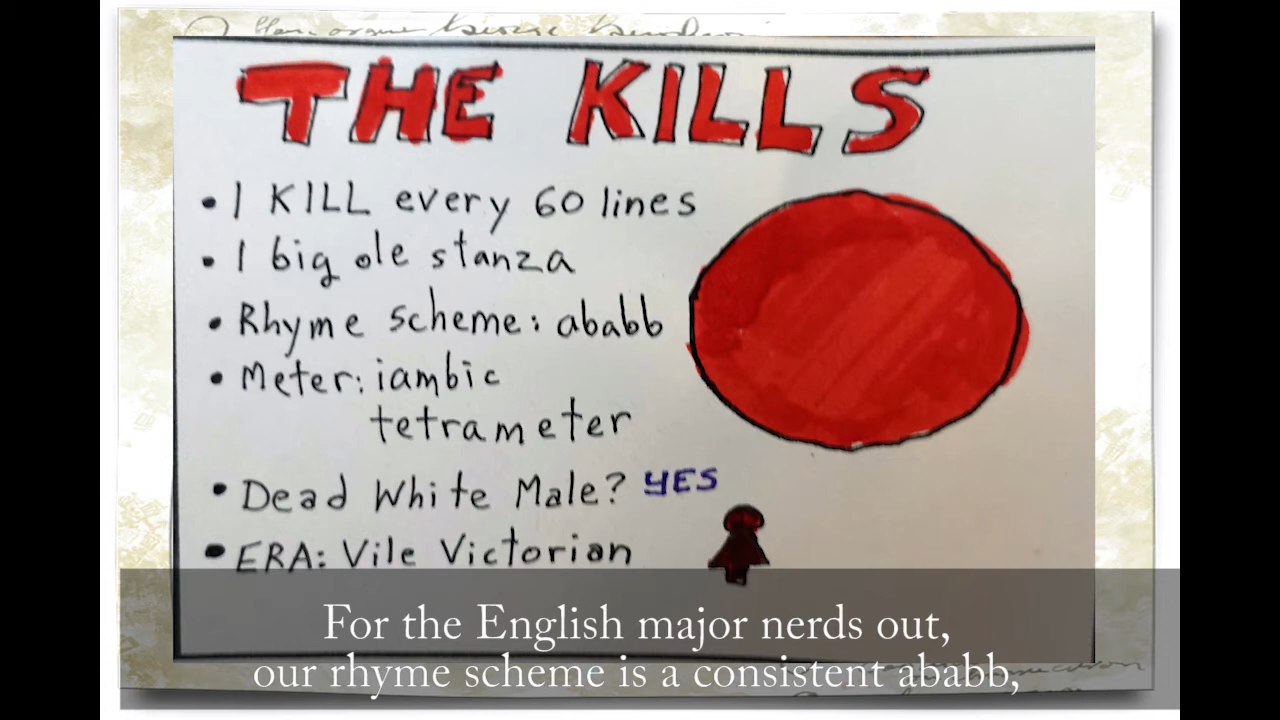 THE KILLS
• 1 KILL every 60 lines
• 1 big ole stanza
• Rhyme scheme: ababb
• Meter: iambic
tetrameter
• Dead White Male? YES
• ERA: Vile Victorian
For the English major nerds out,
our rhyme scheme is a consistent ababb,